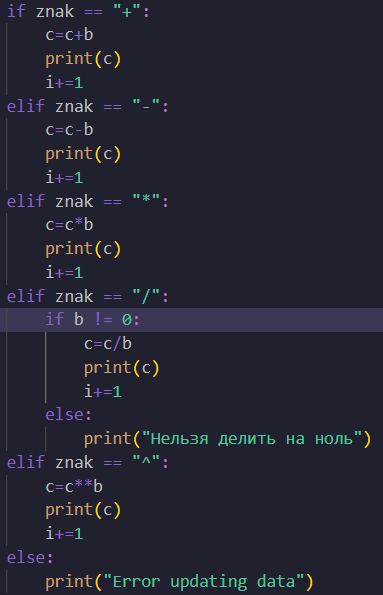 if znak == "+":
    c=c+b
    print(c)
    i+=1
elif znak == "-":
    c=c-b
    print(c)
    i+=1
elif znak == "*":
    c=c*b
    print(c)
    i+=1
elif znak == "/":
    if b != 0:
        c=c/b
        print(c)
        i+=1
    else:
        print("Нельзя делить на ноль")
elif znak == "^":
    c=c**b
    print(c)
    i+=1
else:
    print("Error updating data")